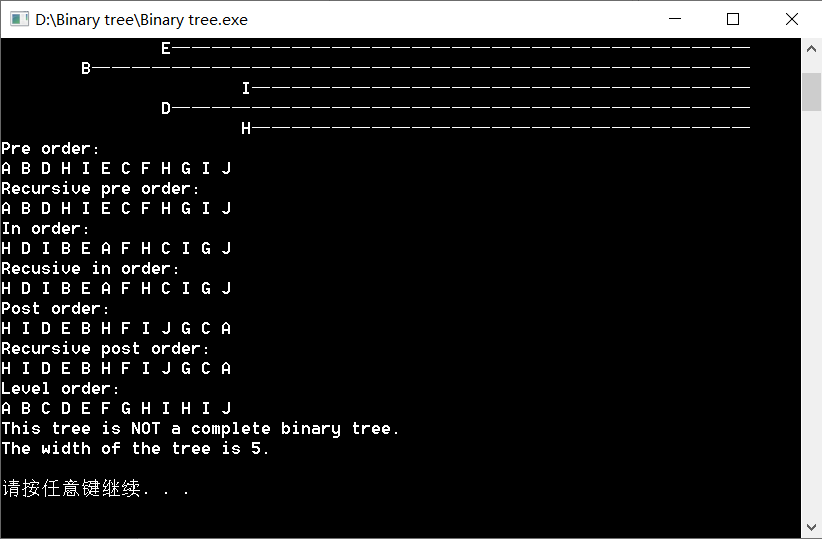 D:\Binary tree\Binary tree.exe
E————————————————————————————
B————————————————————————————————
I————————————————————————
D————————————————————————————
H————————————————————————
Pre order:
A B D H I E C F H G I J
Recursive pre order:
A B D H I E C F H G I J
In order:
H D I B E A F H C I G J
Recusive in order:
H D I B E A F H C I G J
Post order:
H I D E B H F I J G C A
Recursive post order:
H I D E B H F I J G C A
Level order:
A B C D E F G H I H I J
This tree is NOT a complete binary tree.
The width of the tree is 5.
请按任意键继续. . .